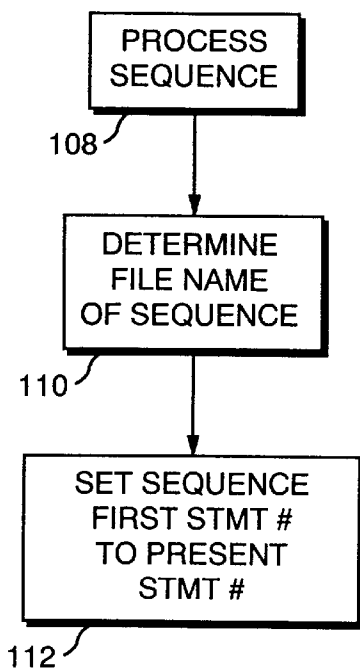 PROCESS
SEQUENCE
108
DETERMINE
FILE NAME
OF SEQUENCE
110
SET SEQUENCE
FIRST STMT #
TO PRESENT
STMT #
112